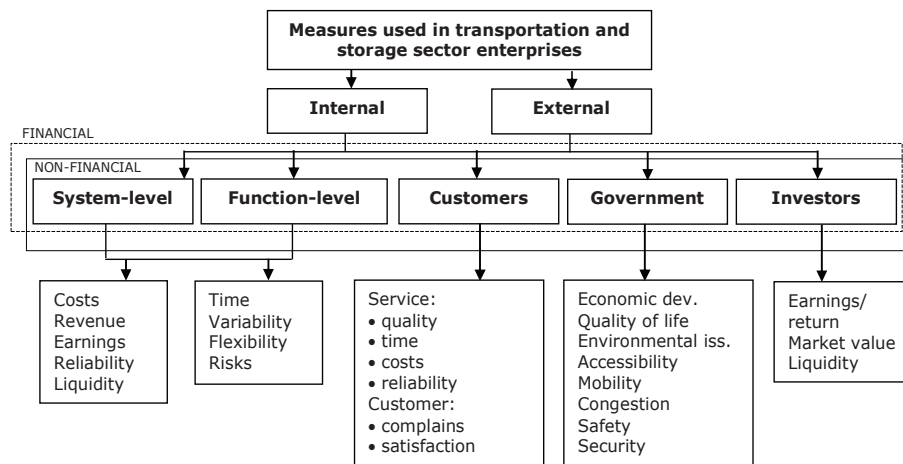 Measures used in transportation and
storage sector enterprises
Internal
External
FINANCIAL
NON-FINANCIAL
System-level
Function-level
Customers
Government
Investors
Costs
Revenue
Earnings
Reliability
Liquidity
Time
Variability
Flexibility
Risks
Service:
• quality
• time
• costs
• reliability
Customer:
• complains
• satisfaction
Economic dev.
Quality of life
Environmental iss.
Accessibility
Mobility
Congestion
Safety
Security
Earnings/
return
Market value
Liquidity